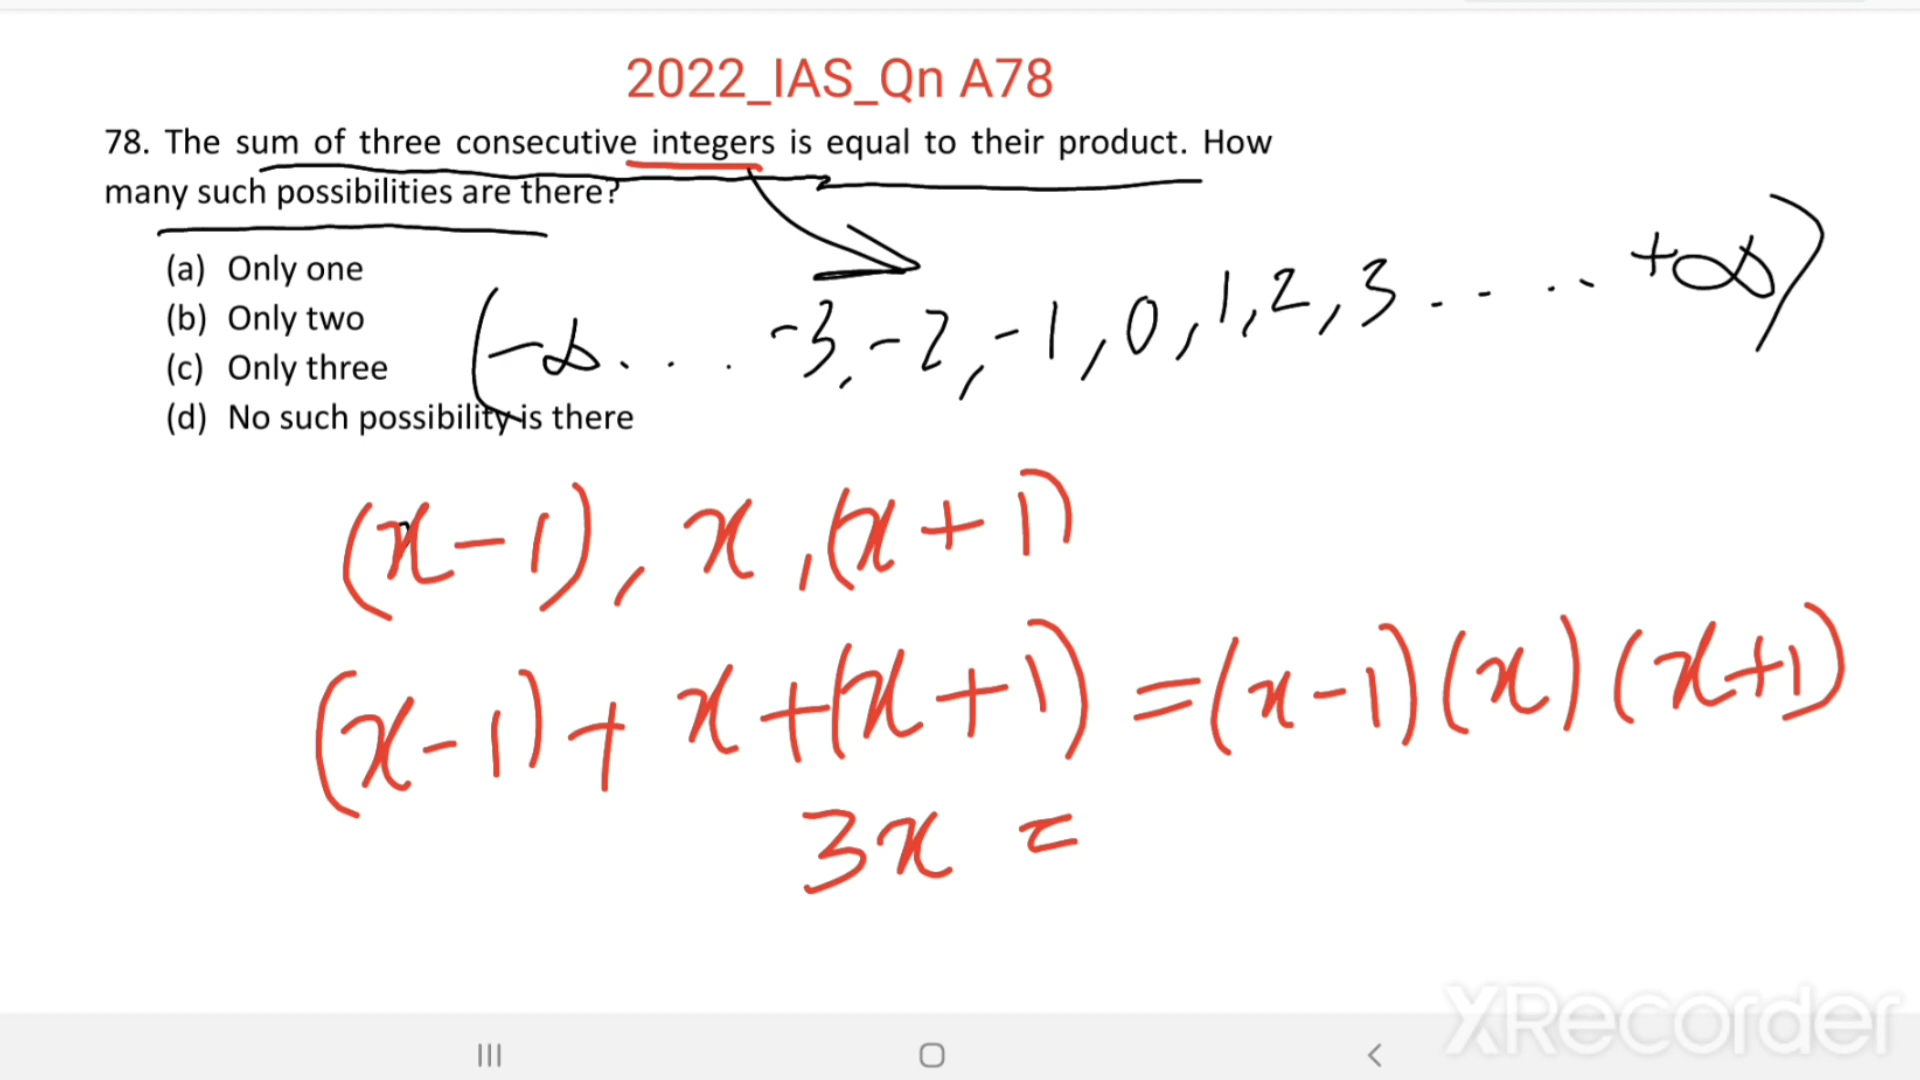 2022_IAS_Qn A78
78. The sum of three consecutive integers is equal to their product. How
many such possibilities are there?
(a) Only one
(b) Only two
(c) Only three
(d) No such possibility is there
(-∞ . . . -3, -2, -1, 0, 1, 2, 3 . . . . +∞)
(x-1), x, (x+1)
(x-1) + x + (x+1) = (x-1)(x)(x+1)
3x =
XRecorder